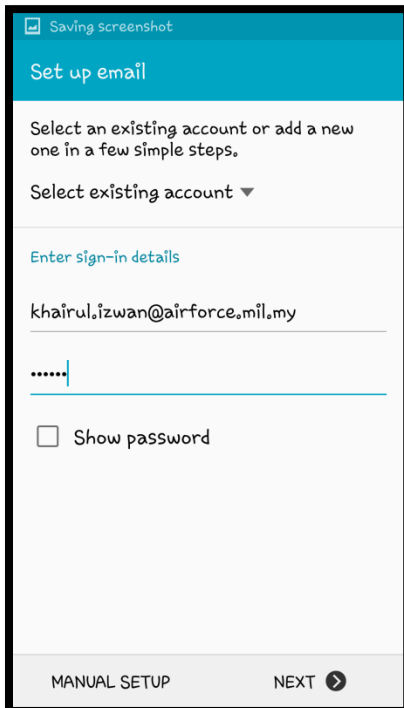 Saving screenshot
Set up email
Select an existing account or add a new
one in a few simple steps.
Select existing account
Enter sign-in details
khairul.izwan@airforce.mil.my
••••••
Show password
MANUAL SETUP
NEXT